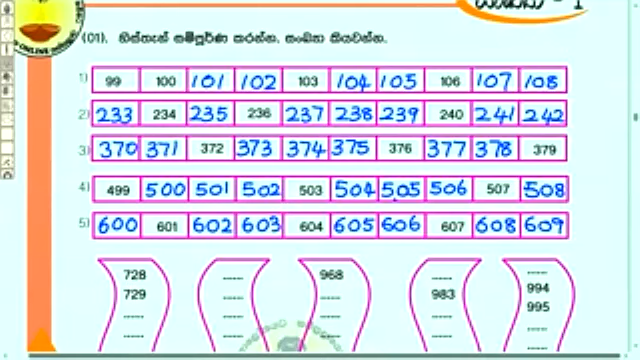 (01). හිස්තැන් සම්පූර්ණ කරන්න. සංඛ්‍යා කියවන්න.
1) 99 100 101 102 103 104 105 106 107 108
2) 233 234 235 236 237 238 239 240 241 242
3) 370 371 372 373 374 375 376 377 378 379
4) 499 500 501 502 503 504 505 506 507 508
5) 600 601 602 603 604 605 606 607 608 609
728 ..... 968 ..... .....
729 ..... ..... 983 994
..... ..... ..... ..... 995
..... ..... ..... ..... .....